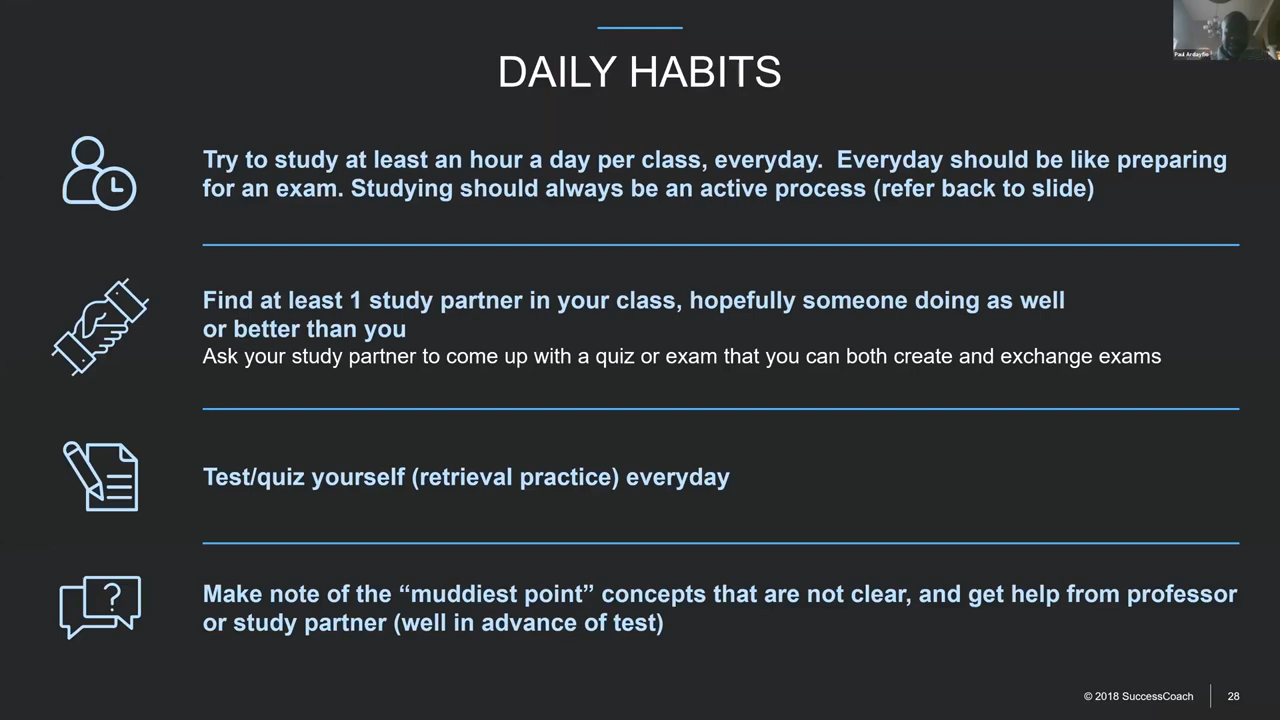 Paul Ardayfio
DAILY HABITS
Try to study at least an hour a day per class, everyday.  Everyday should be like preparing
for an exam. Studying should always be an active process (refer back to slide)
Find at least 1 study partner in your class, hopefully someone doing as well
or better than you
Ask your study partner to come up with a quiz or exam that you can both create and exchange exams
Test/quiz yourself (retrieval practice) everyday
?
Make note of the “muddiest point” concepts that are not clear, and get help from professor
or study partner (well in advance of test)
© 2018 SuccessCoach 28